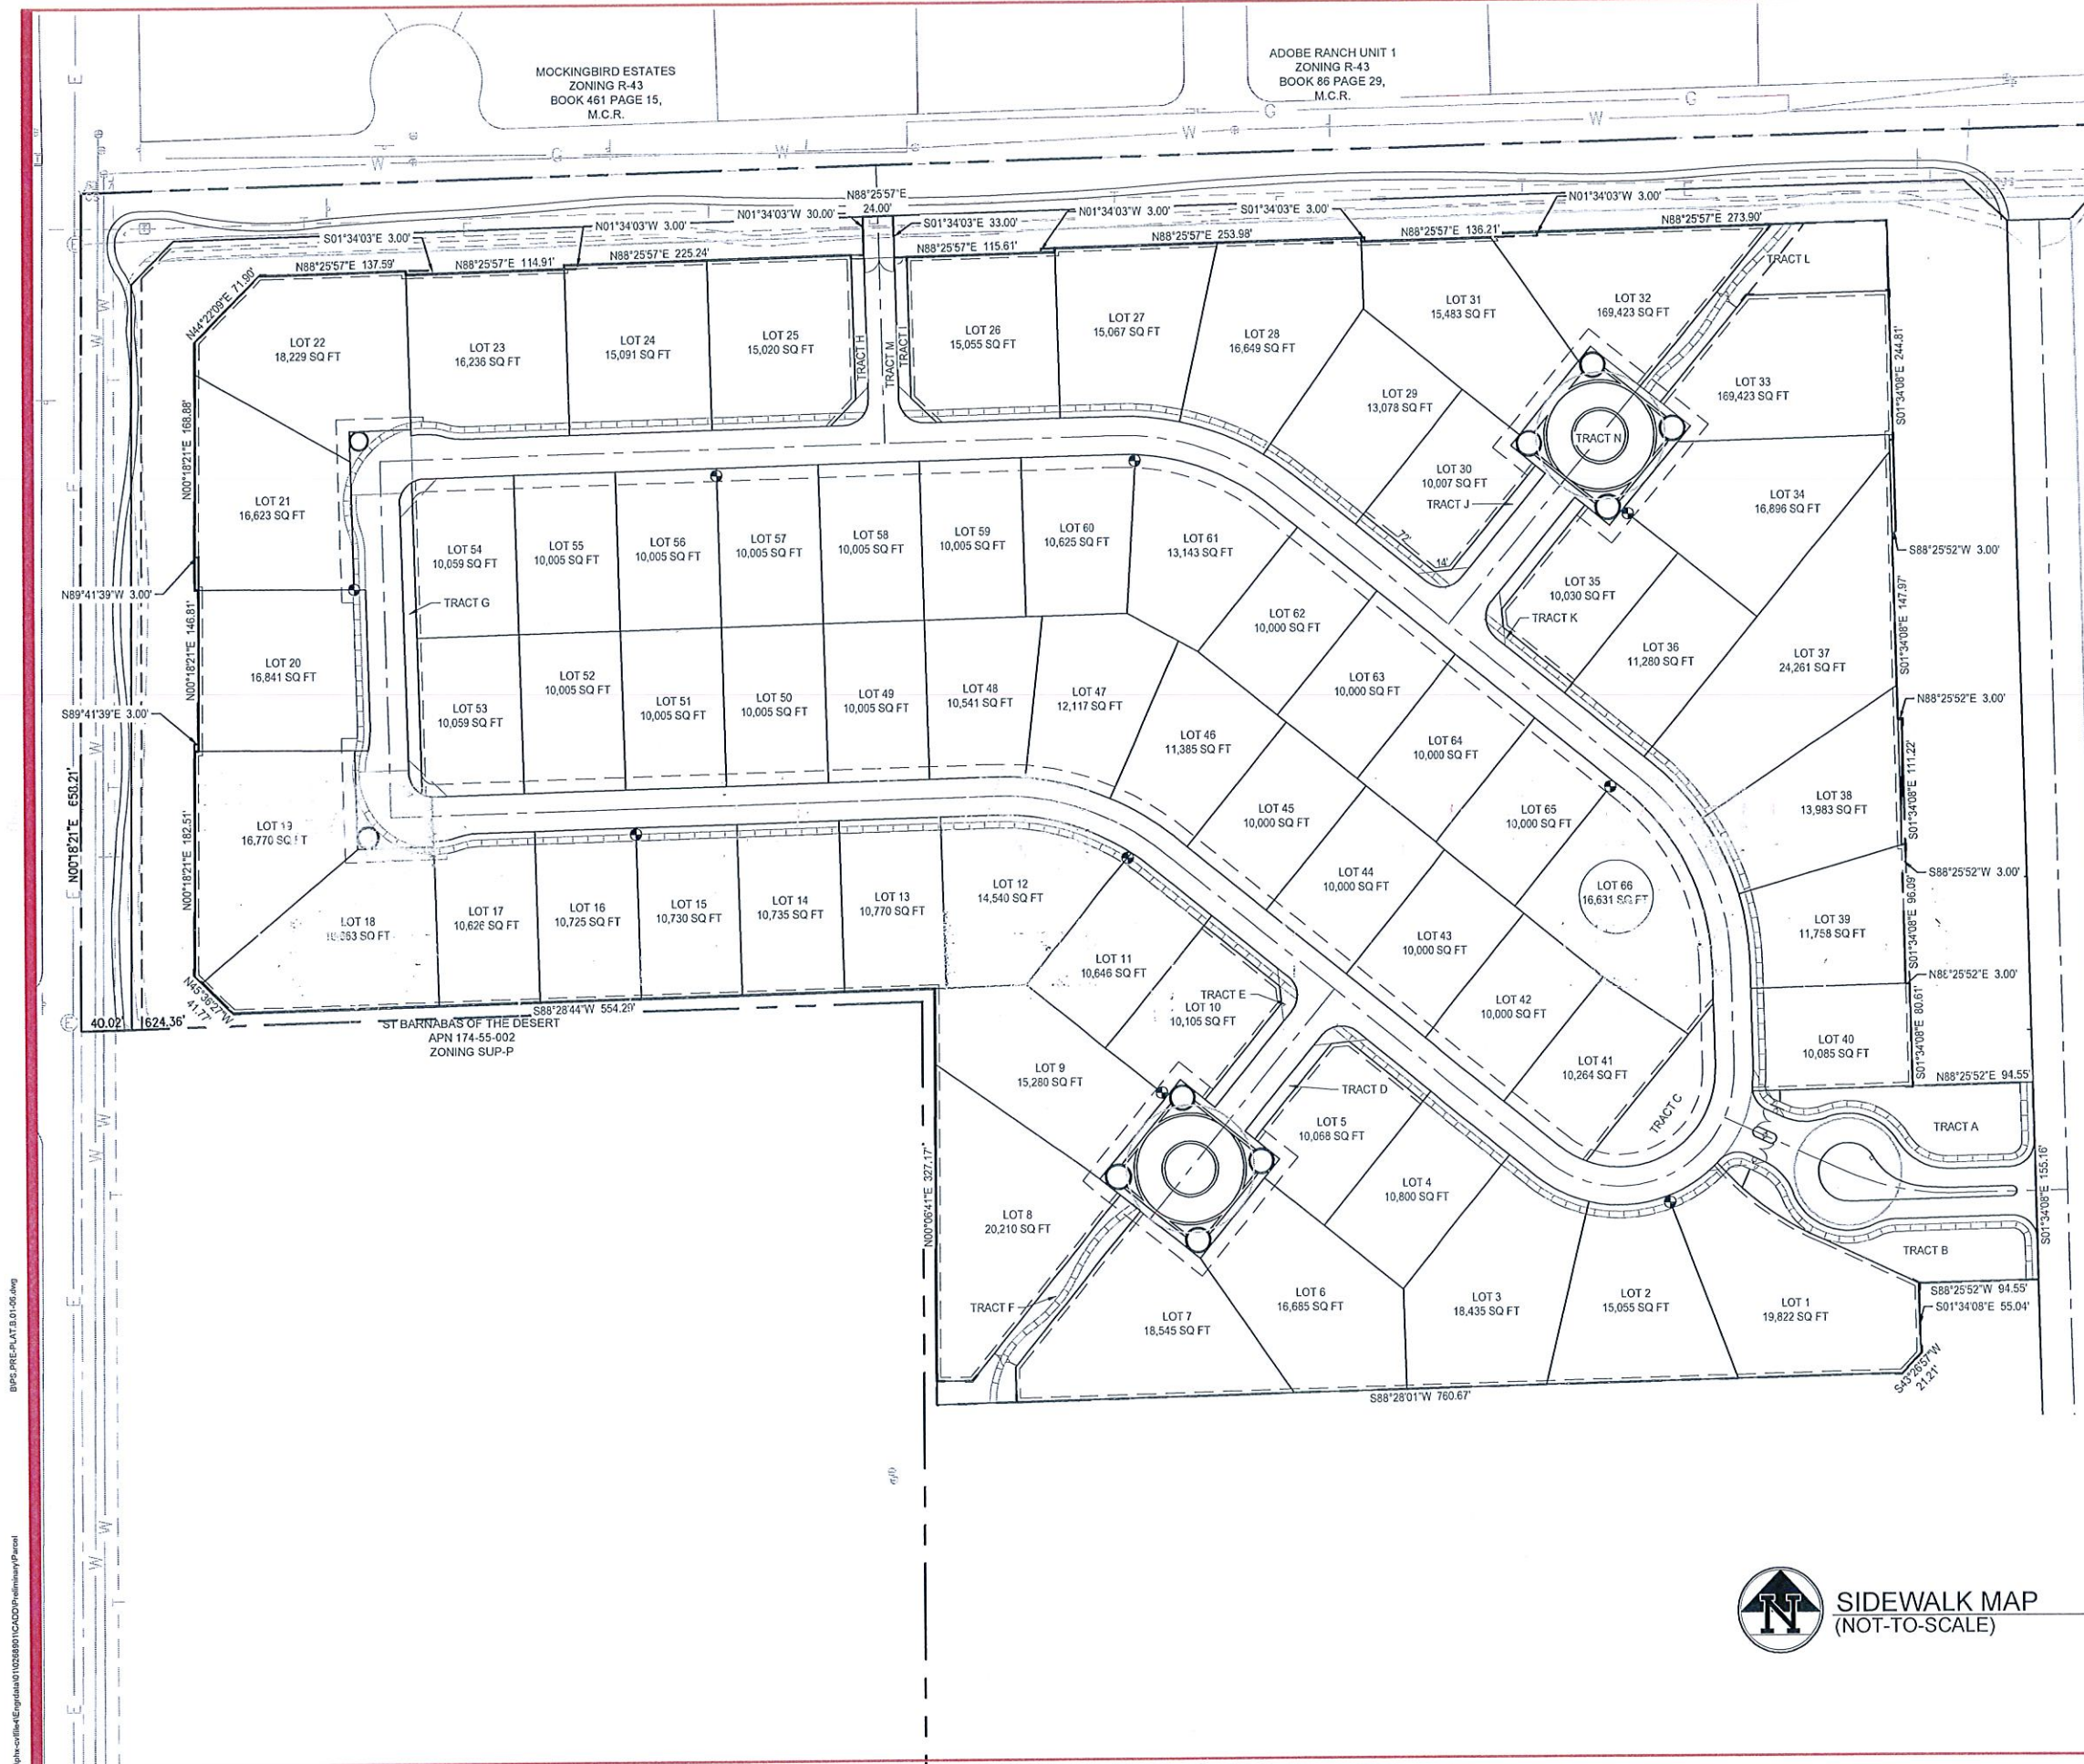 MOCKINGBIRD ESTATES
ZONING R-43
BOOK 461 PAGE 15,
M.C.R.
ADOBE RANCH UNIT 1
ZONING R-43
BOOK 86 PAGE 29,
M.C.R.
N88°25'57"E
24.00'
N01°34'03"W 30.00'
S01°34'03"E 33.00'
N01°34'03"W 3.00'
S01°34'03"E 3.00'
N01°34'03"W 3.00'
S01°34'03"E 3.00'
N01°34'03"W 3.00'
N88°25'57"E 137.59'
N88°25'57"E 114.91'
N88°25'57"E 225.24'
N88°25'57"E 115.61'
N88°25'57"E 253.98'
N88°25'57"E 136.21'
N88°25'57"E 273.90'
N44°22'09"E 71.90'
TRACT L
LOT 22
18,229 SQ FT
LOT 23
16,236 SQ FT
LOT 24
15,091 SQ FT
LOT 25
15,020 SQ FT
TRACT H
TRACT M
TRACT I
LOT 26
15,055 SQ FT
LOT 27
15,067 SQ FT
LOT 28
16,649 SQ FT
LOT 31
15,483 SQ FT
LOT 32
169,423 SQ FT
LOT 29
13,078 SQ FT
LOT 33
169,423 SQ FT
TRACT N
S01°34'08"E 244.81'
N00°18'21"E 168.88'
LOT 30
10,007 SQ FT
TRACT J
LOT 34
16,896 SQ FT
LOT 21
16,623 SQ FT
LOT 54
10,059 SQ FT
LOT 55
10,005 SQ FT
LOT 56
10,005 SQ FT
LOT 57
10,005 SQ FT
LOT 58
10,005 SQ FT
LOT 59
10,005 SQ FT
LOT 60
10,625 SQ FT
LOT 61
13,143 SQ FT
72'
14'
S88°25'52"W 3.00'
N89°41'39"W 3.00'
TRACT G
LOT 35
10,030 SQ FT
TRACT K
LOT 62
10,000 SQ FT
LOT 36
11,280 SQ FT
LOT 37
24,261 SQ FT
S01°34'08"E 147.97'
N00°18'21"E 146.81'
LOT 20
16,841 SQ FT
LOT 53
10,059 SQ FT
LOT 52
10,005 SQ FT
LOT 51
10,005 SQ FT
LOT 50
10,005 SQ FT
LOT 49
10,005 SQ FT
LOT 48
10,541 SQ FT
LOT 47
12,117 SQ FT
LOT 63
10,000 SQ FT
N88°25'52"E 3.00'
S89°41'39"E 3.00'
LOT 46
11,385 SQ FT
LOT 64
10,000 SQ FT
S01°34'08"E 111.22'
N00°18'21"E 658.21'
N00°18'21"E 182.51'
LOT 19
16,770 SQ FT
LOT 45
10,000 SQ FT
LOT 65
10,000 SQ FT
LOT 38
13,983 SQ FT
S88°25'52"W 3.00'
LOT 18
LOT 17
10,626 SQ FT
LOT 16
10,725 SQ FT
LOT 15
10,730 SQ FT
LOT 14
10,735 SQ FT
LOT 13
10,770 SQ FT
LOT 12
14,540 SQ FT
LOT 44
10,000 SQ FT
LOT 66
16,631 SQ FT
LOT 39
11,758 SQ FT
S01°34'08"E 96.09'
N88°25'52"E 3.00'
LOT 43
10,000 SQ FT
LOT 11
10,646 SQ FT
TRACT E
LOT 10
10,105 SQ FT
LOT 42
10,000 SQ FT
LOT 40
10,085 SQ FT
S01°34'08"E 80.61'
N88°25'52"E 94.55'
N45°36'27"W
41.77'
40.02'
624.36'
S88°28'44"W 554.29'
ST BARNABAS OF THE DESERT
APN 174-55-002
ZONING SUP-P
LOT 9
15,280 SQ FT
LOT 41
10,264 SQ FT
TRACT D
TRACT C
LOT 5
10,068 SQ FT
TRACT A
N00°06'41"E 327.17'
LOT 4
10,800 SQ FT
S01°34'08"E 155.16'
LOT 8
20,210 SQ FT
TRACT B
TRACT F
LOT 7
18,545 SQ FT
LOT 6
16,685 SQ FT
LOT 3
18,435 SQ FT
LOT 2
15,055 SQ FT
LOT 1
19,822 SQ FT
S88°25'52"W 94.55'
S01°34'08"E 55.04'
S43°26'57"W
21.21'
S88°28'01"W 760.67'
N
SIDEWALK MAP
(NOT-TO-SCALE)